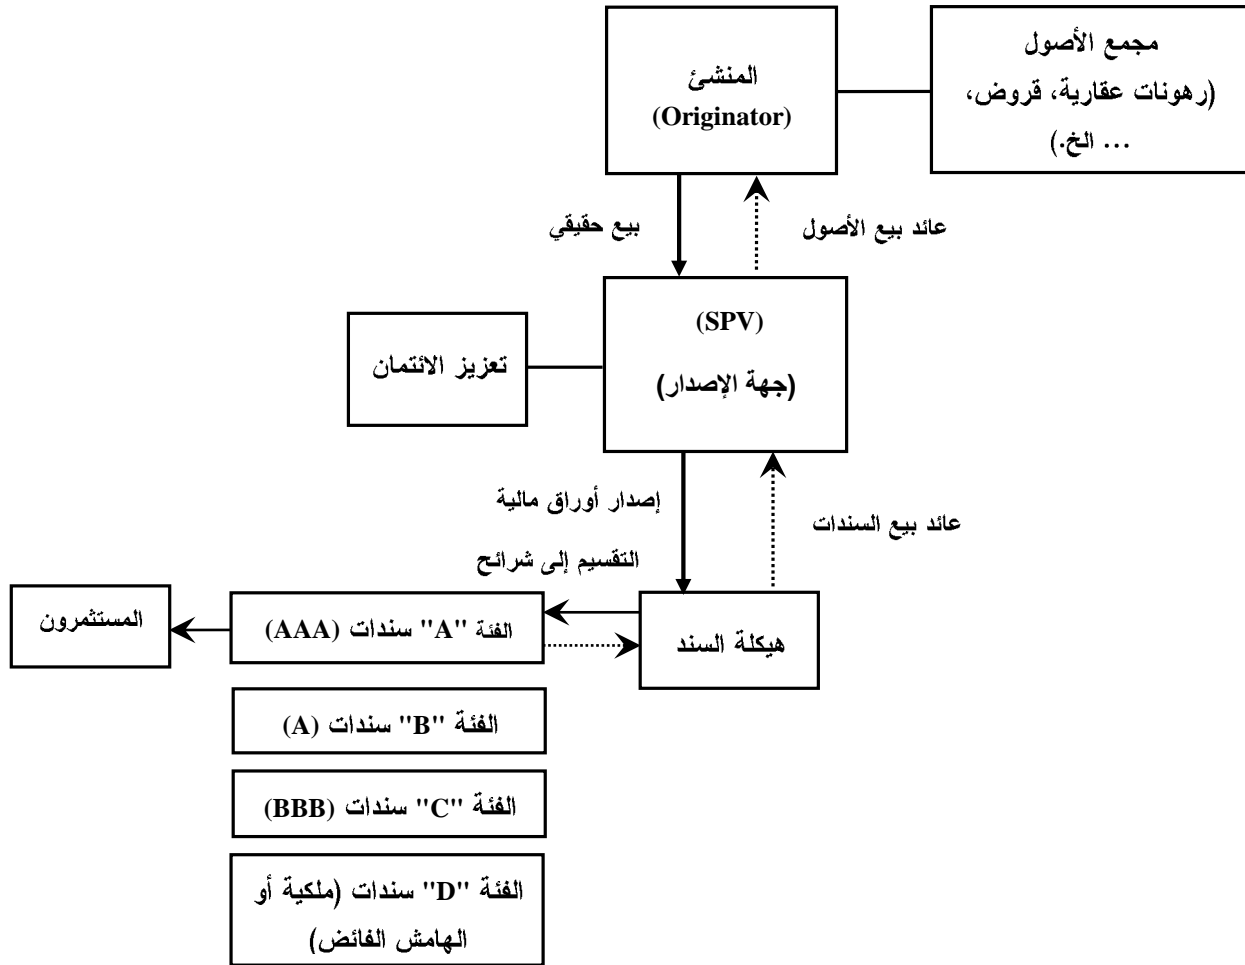 المنشئ
(Originator)
مجمع الأصول
(رهونات عقارية، قروض،
... الخ.)
بيع حقيقي
عائد بيع الأصول
(SPV)
(جهة الإصدار)
تعزيز الائتمان
إصدار أوراق مالية
التقسيم إلى شرائح
عائد بيع السندات
هيكلة السند
الفئة "A" سندات (AAA)
المستثمرون
الفئة "B" سندات (A)
الفئة "C" سندات (BBB)
الفئة "D" سندات (ملكية أو
الهامش الفائض)